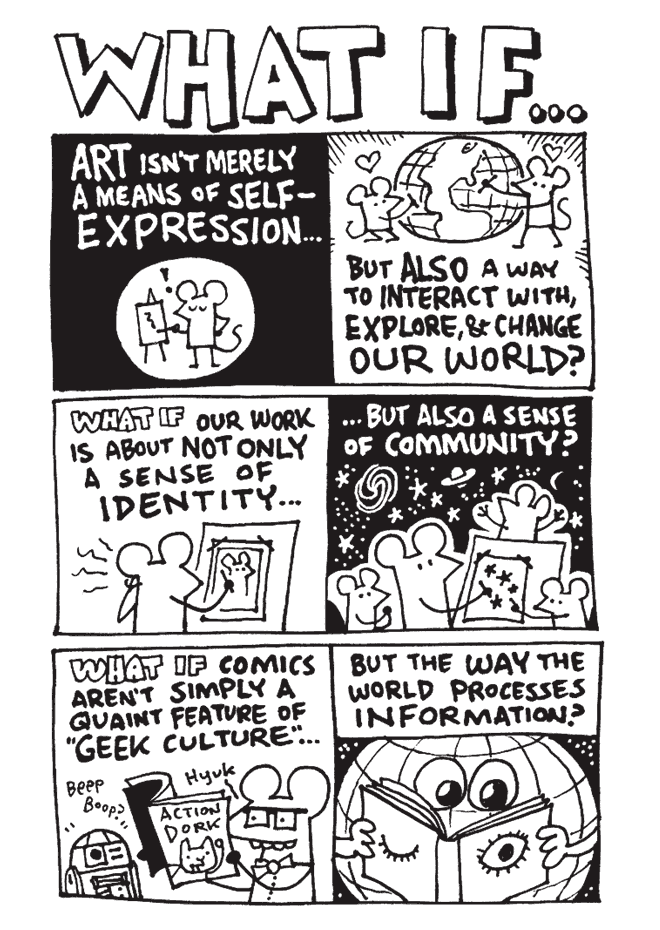 WHAT IF...
ART ISN'T MERELY
A MEANS OF SELF-
EXPRESSION...
!
BUT ALSO A WAY
TO INTERACT WITH,
EXPLORE, & CHANGE
OUR WORLD?
WHAT IF OUR WORK
IS ABOUT NOT ONLY
A SENSE OF
IDENTITY...
...BUT ALSO A SENSE
OF COMMUNITY?
WHAT IF COMICS
AREN'T SIMPLY A
QUAINT FEATURE OF
"GEEK CULTURE"...
BEEP
BOOP?
Hyuk
ACTION
DORK
BUT THE WAY THE
WORLD PROCESSES
INFORMATION?